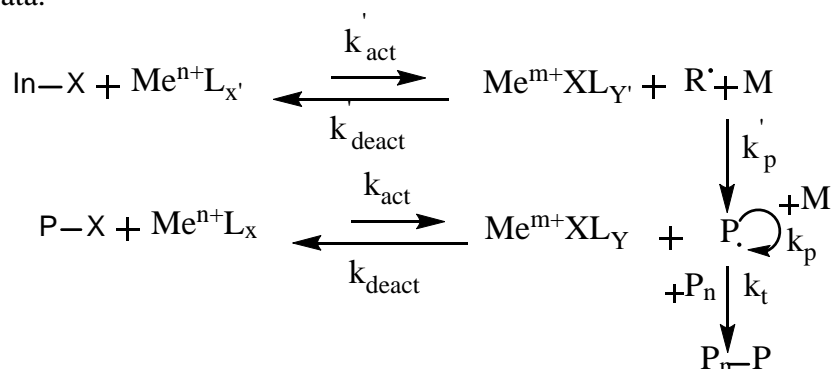 ata.
k'act
In—X + Meⁿ⁺Lx' Meᵐ⁺XLY' + R• + M
k'deact
k'p
kact
+M
P—X + Meⁿ⁺Lx Meᵐ⁺XLY + P• kp
kdeact
+Pn kt
Pn—P